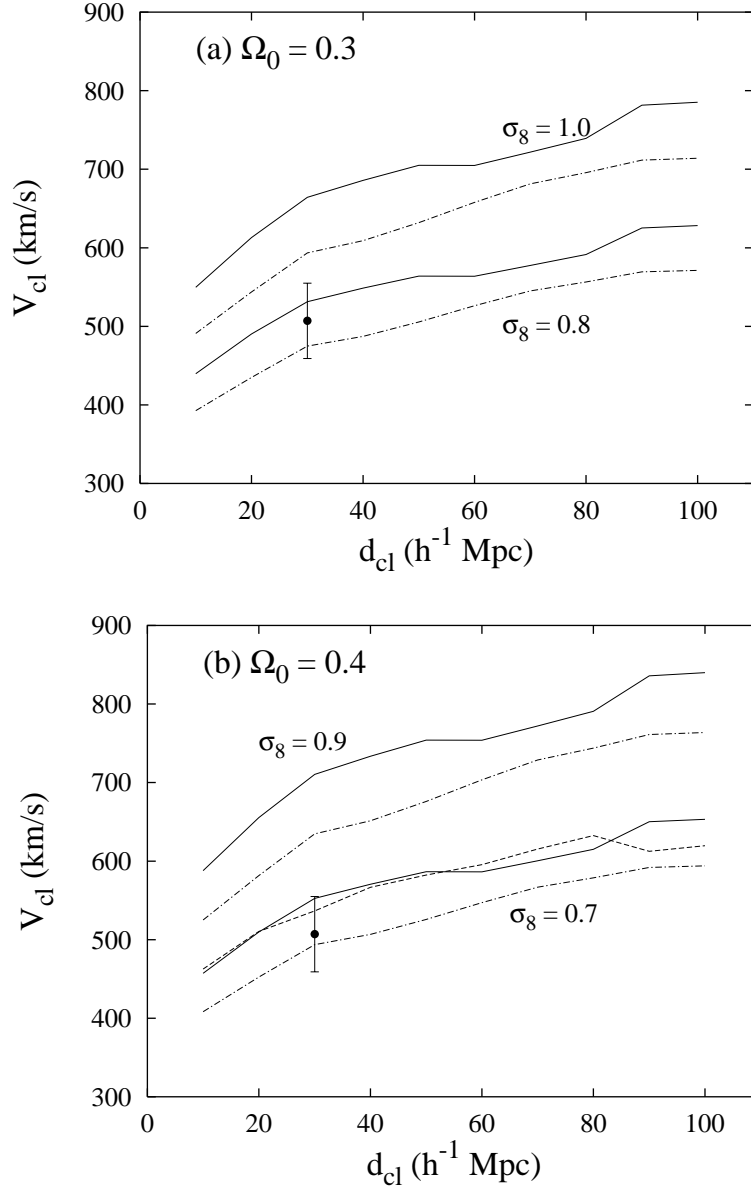 900
(a) Ω₀ = 0.3
800
σ₈ = 1.0
700
V_cl (km/s)
600
500
σ₈ = 0.8
400
300
0 20 40 60 80 100
d_cl (h⁻¹ Mpc)
900
(b) Ω₀ = 0.4
800
σ₈ = 0.9
700
V_cl (km/s)
600
σ₈ = 0.7
500
400
300
0 20 40 60 80 100
d_cl (h⁻¹ Mpc)